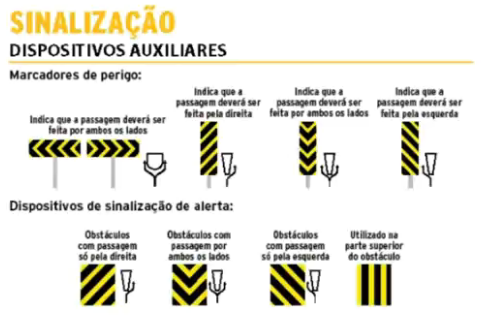 SINALIZAÇÃO
DISPOSITIVOS AUXILIARES
Marcadores de perigo:
Indica que a passagem deverá ser
feita por ambos os lados
Indica que a
passagem deverá ser
feita pela direita
Indica que a
passagem deverá ser
feita por ambos os lados
Indica que a
passagem deverá ser
feita pela esquerda
Dispositivos de sinalização de alerta:
Obstáculos
com passagem
só pela direita
Obstáculos com
passagem por
ambos os lados
Obstáculos
com passagem
só pela esquerda
Utilizado na
parte superior
do obstáculo